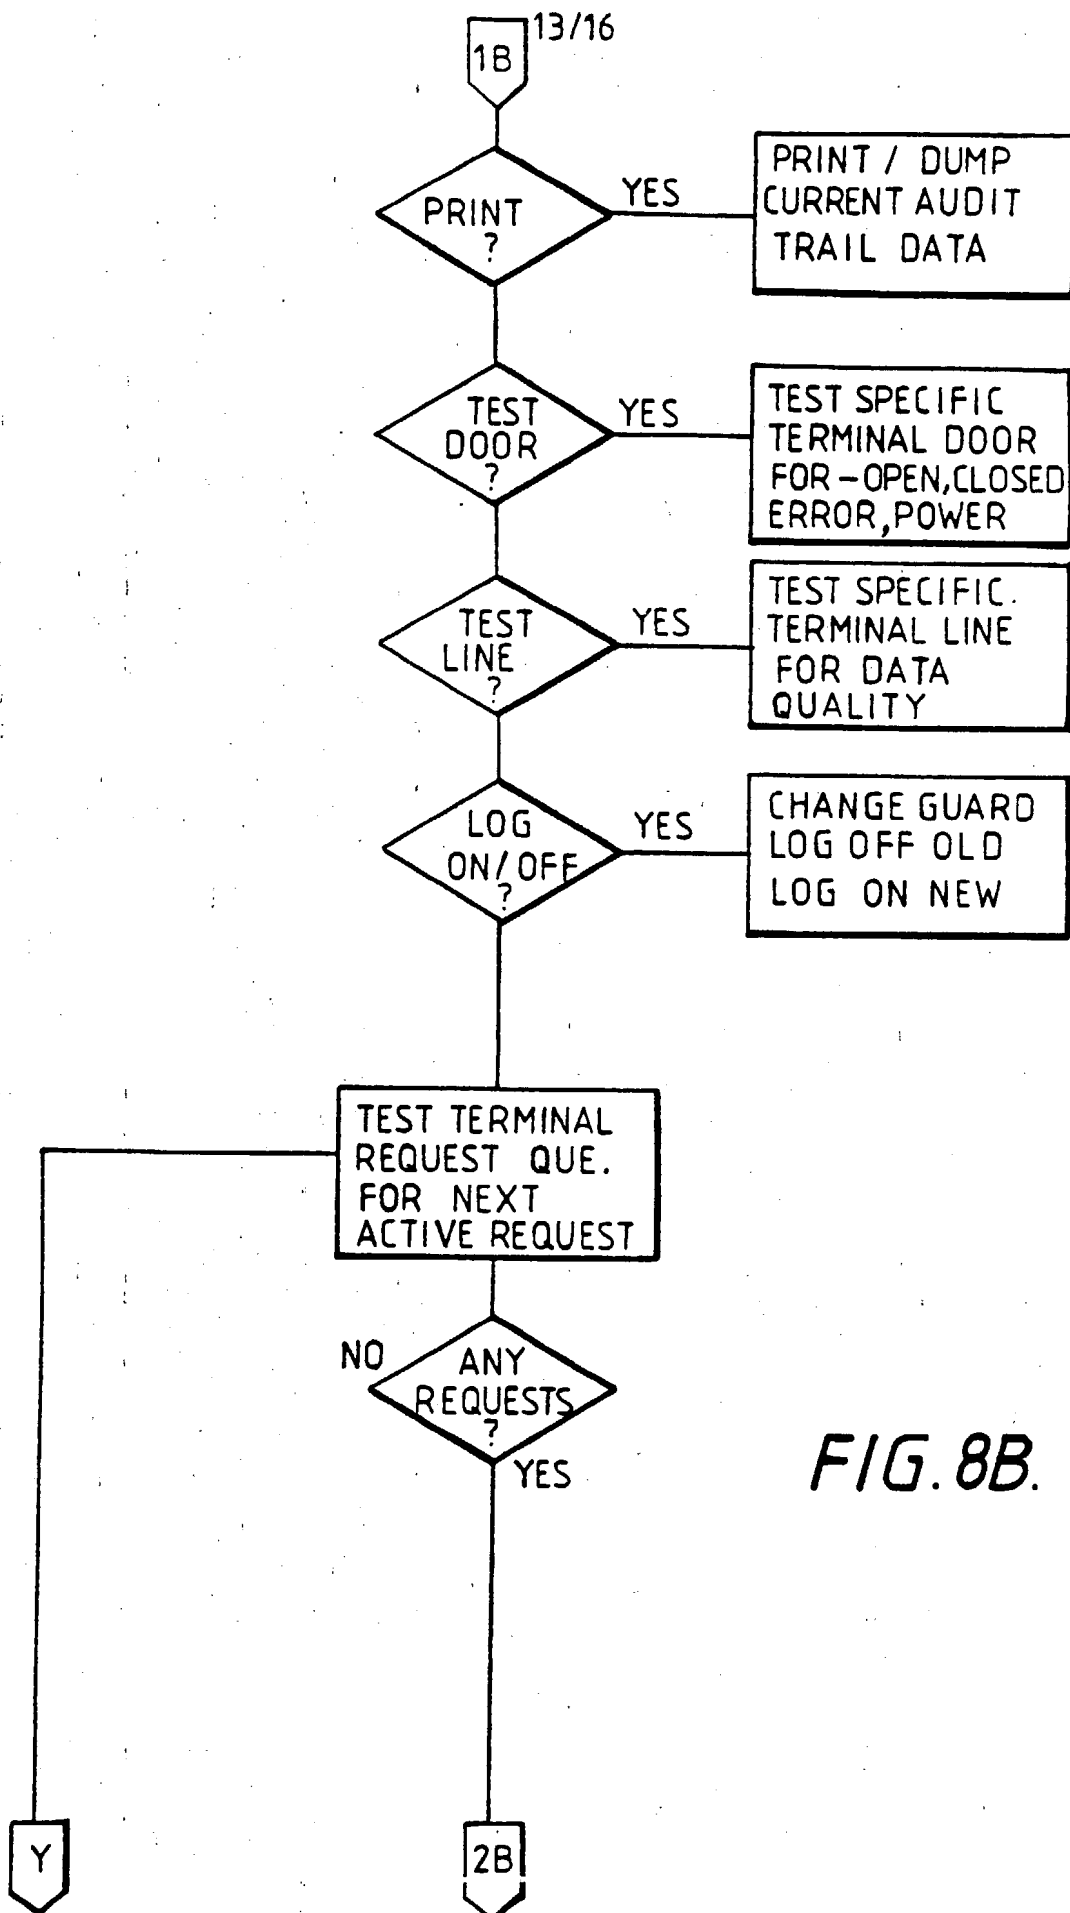 13/16
1B
PRINT
?
YES
PRINT / DUMP
CURRENT AUDIT
TRAIL DATA
TEST
DOOR
?
YES
TEST SPECIFIC
TERMINAL DOOR
FOR-OPEN,CLOSED
ERROR,POWER
TEST
LINE
?
YES
TEST SPECIFIC.
TERMINAL LINE
FOR DATA
QUALITY
LOG
ON/OFF
?
YES
CHANGE GUARD
LOG OFF OLD
LOG ON NEW
TEST TERMINAL
REQUEST QUE.
FOR NEXT
ACTIVE REQUEST
NO
ANY
REQUESTS
?
YES
FIG.8B.
Y
2B